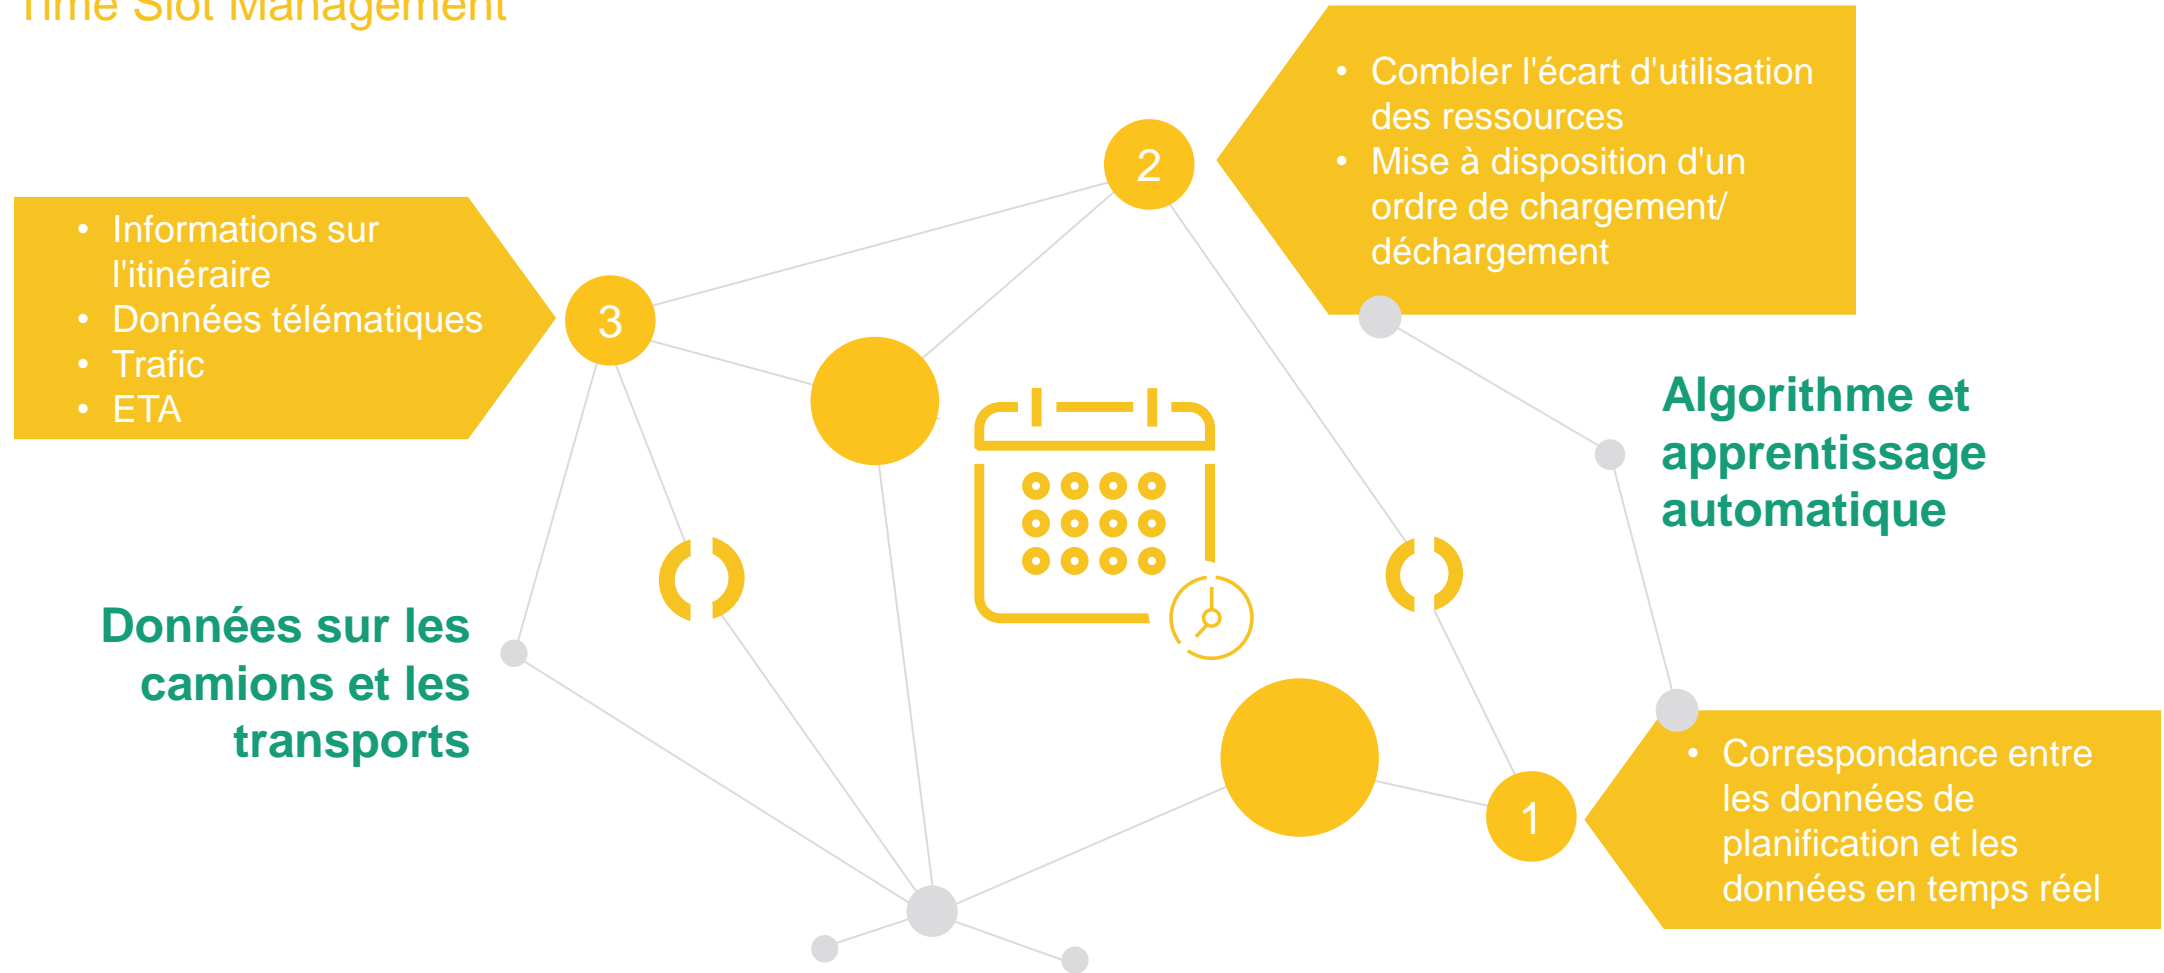 Time Slot Management
• Combler l'écart d'utilisation
des ressources
• Mise à disposition d'un
ordre de chargement/
déchargement
2
• Informations sur
l'itinéraire
• Données télématiques
• Trafic
• ETA
3
Algorithme et
apprentissage
automatique
Données sur les
camions et les
transports
1
• Correspondance entre
les données de
planification et les
données en temps réel